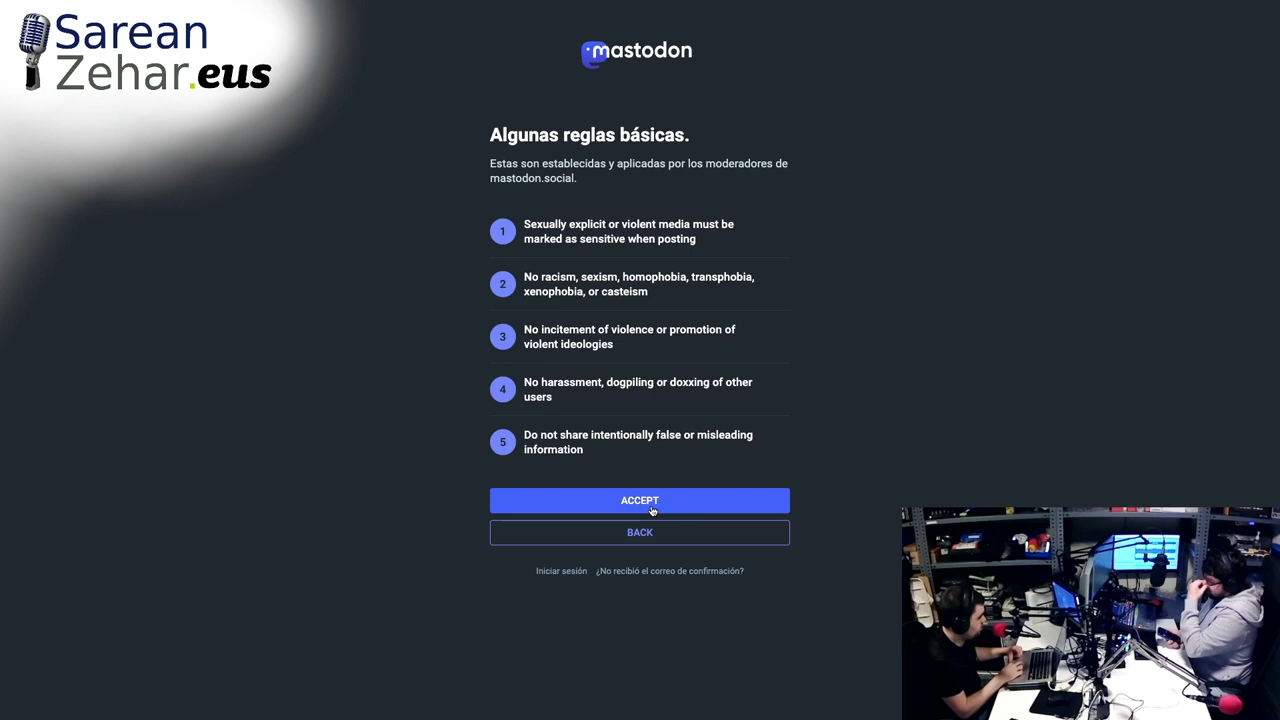 Sarean
Zehar.eus
mastodon
Algunas reglas básicas.
Estas son establecidas y aplicadas por los moderadores de
mastodon.social.
1
Sexually explicit or violent media must be
marked as sensitive when posting
2
No racism, sexism, homophobia, transphobia,
xenophobia, or casteism
3
No incitement of violence or promotion of
violent ideologies
4
No harassment, dogpiling or doxxing of other
users
5
Do not share intentionally false or misleading
information
ACCEPT
BACK
Iniciar sesión ¿No recibió el correo de confirmación?